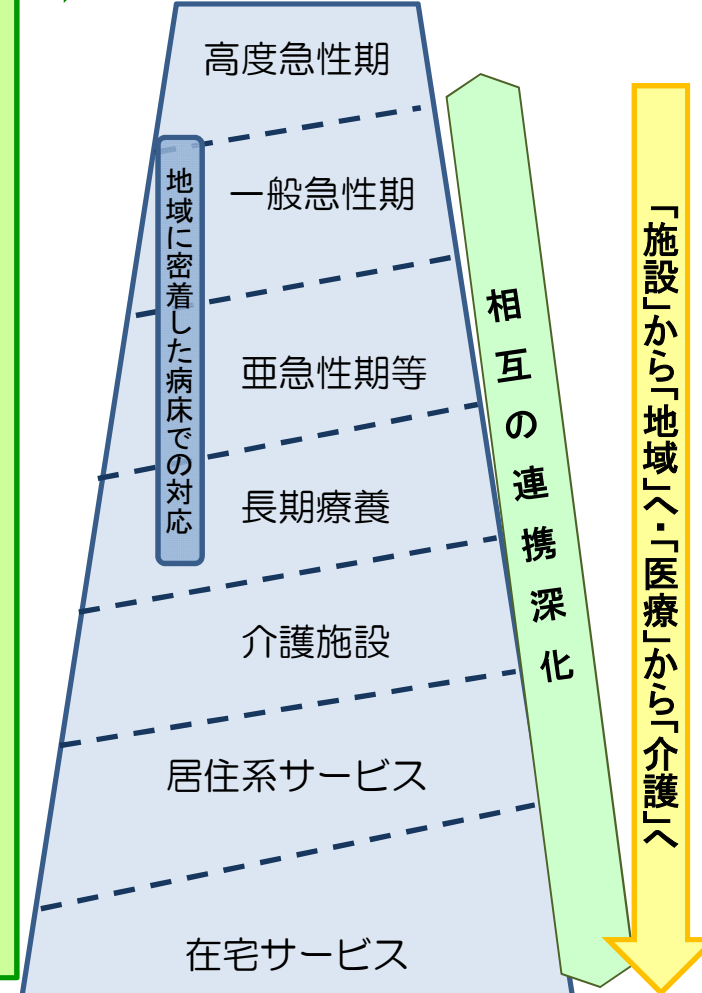 高度急性期
一般急性期
亜急性期等
長期療養
介護施設
居住系サービス
在宅サービス
地域に密着した病床での対応
相互の連携深化
「施設」から「地域」へ・「医療」から「介護」へ